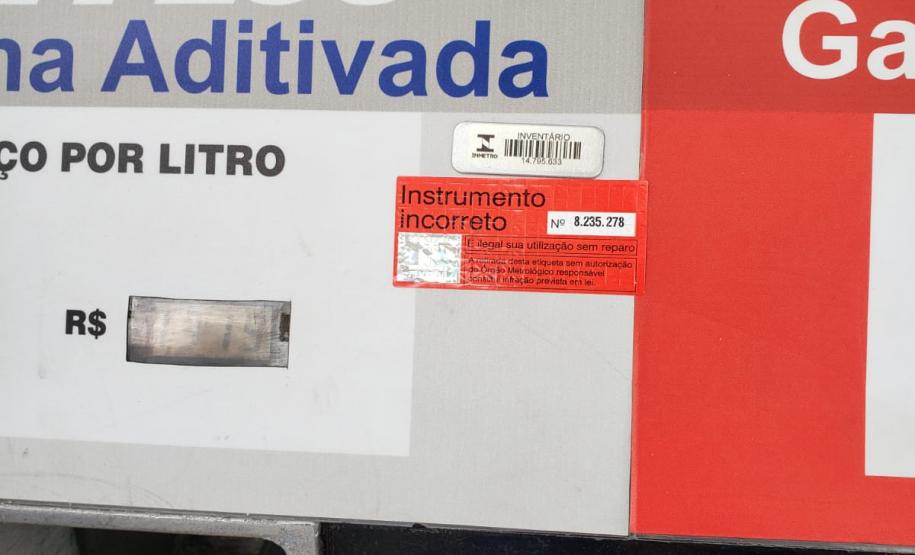 na Aditivada
Ga
ÇO POR LITRO
R$
INMETRO
INVENTÁRIO
14.795.633
Instrumento
incorreto
Nº 8.235.278
É ilegal sua utilização sem reparo
A retirada desta etiqueta sem autorização
do Órgão Metrológico responsável
constitui infração prevista em lei.